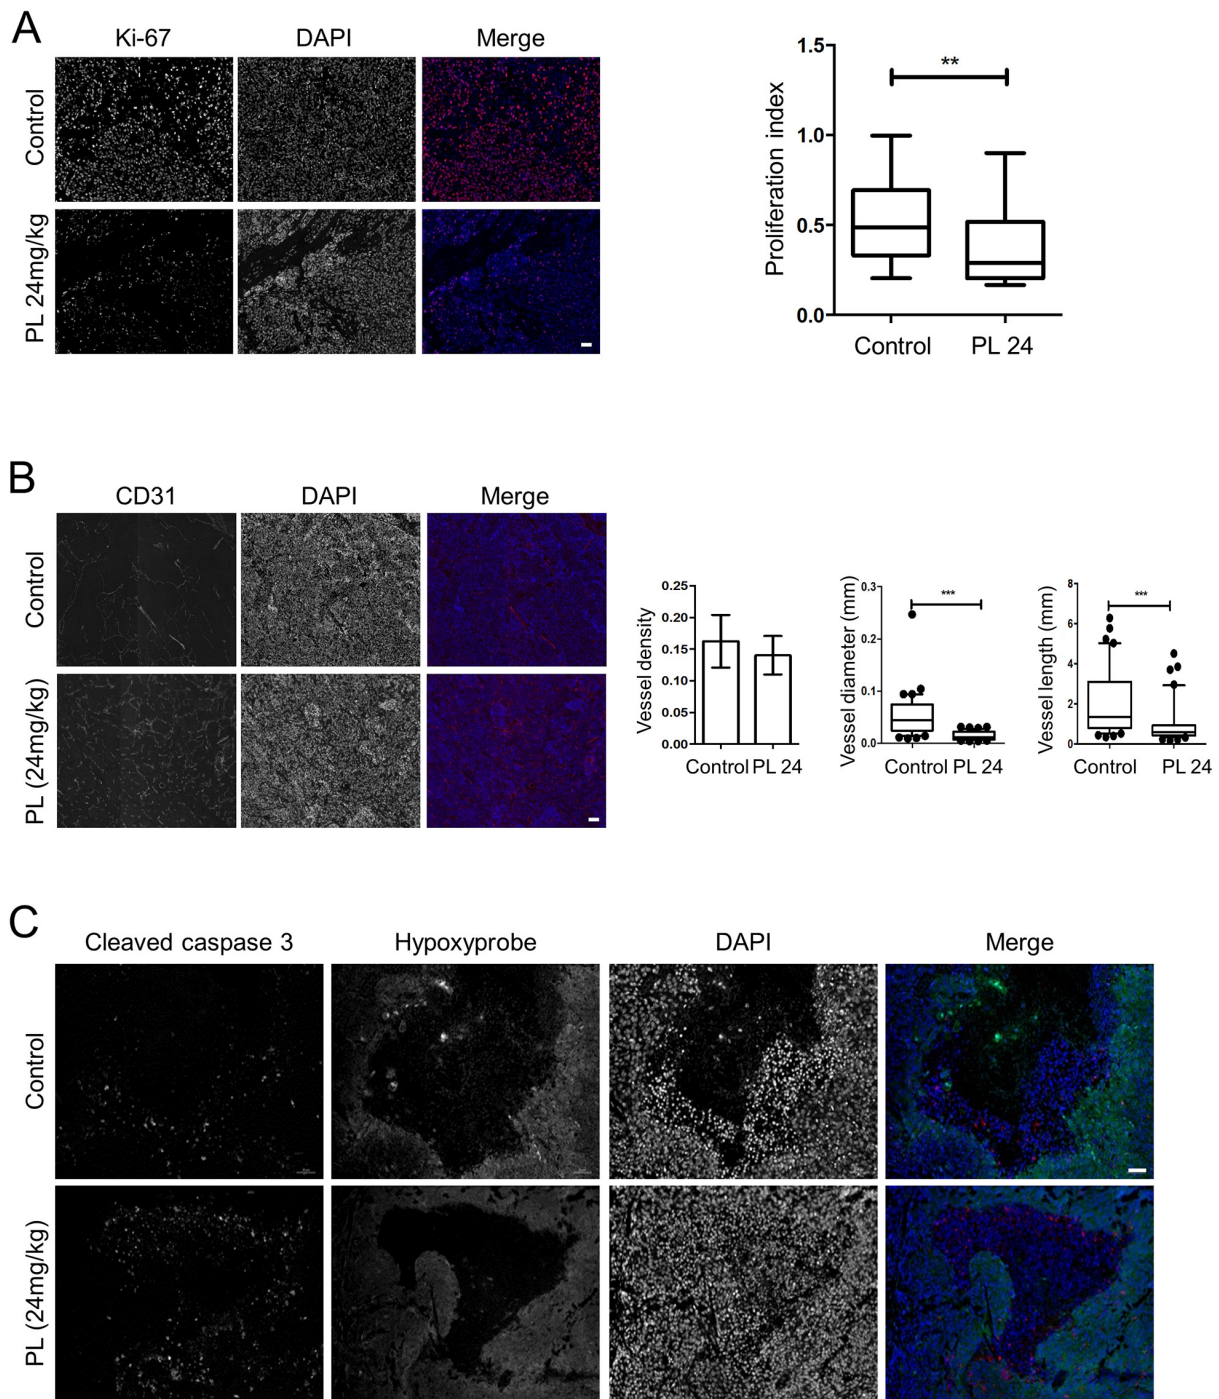 A
Ki-67 DAPI Merge
Control
PL 24mg/kg
Proliferation index
1.5
1.0
0.5
0.0
**
Control PL 24
B
CD31 DAPI Merge
Control
PL (24mg/kg)
Vessel density
0.25
0.20
0.15
0.10
0.05
0.00
Control PL 24
Vessel diameter (mm)
0.3
0.2
0.1
0.0
***
Control PL 24
Vessel length (mm)
8
6
4
2
0
***
Control PL 24
C
Cleaved caspase 3 Hypoxyprobe DAPI Merge
Control
PL (24mg/kg)